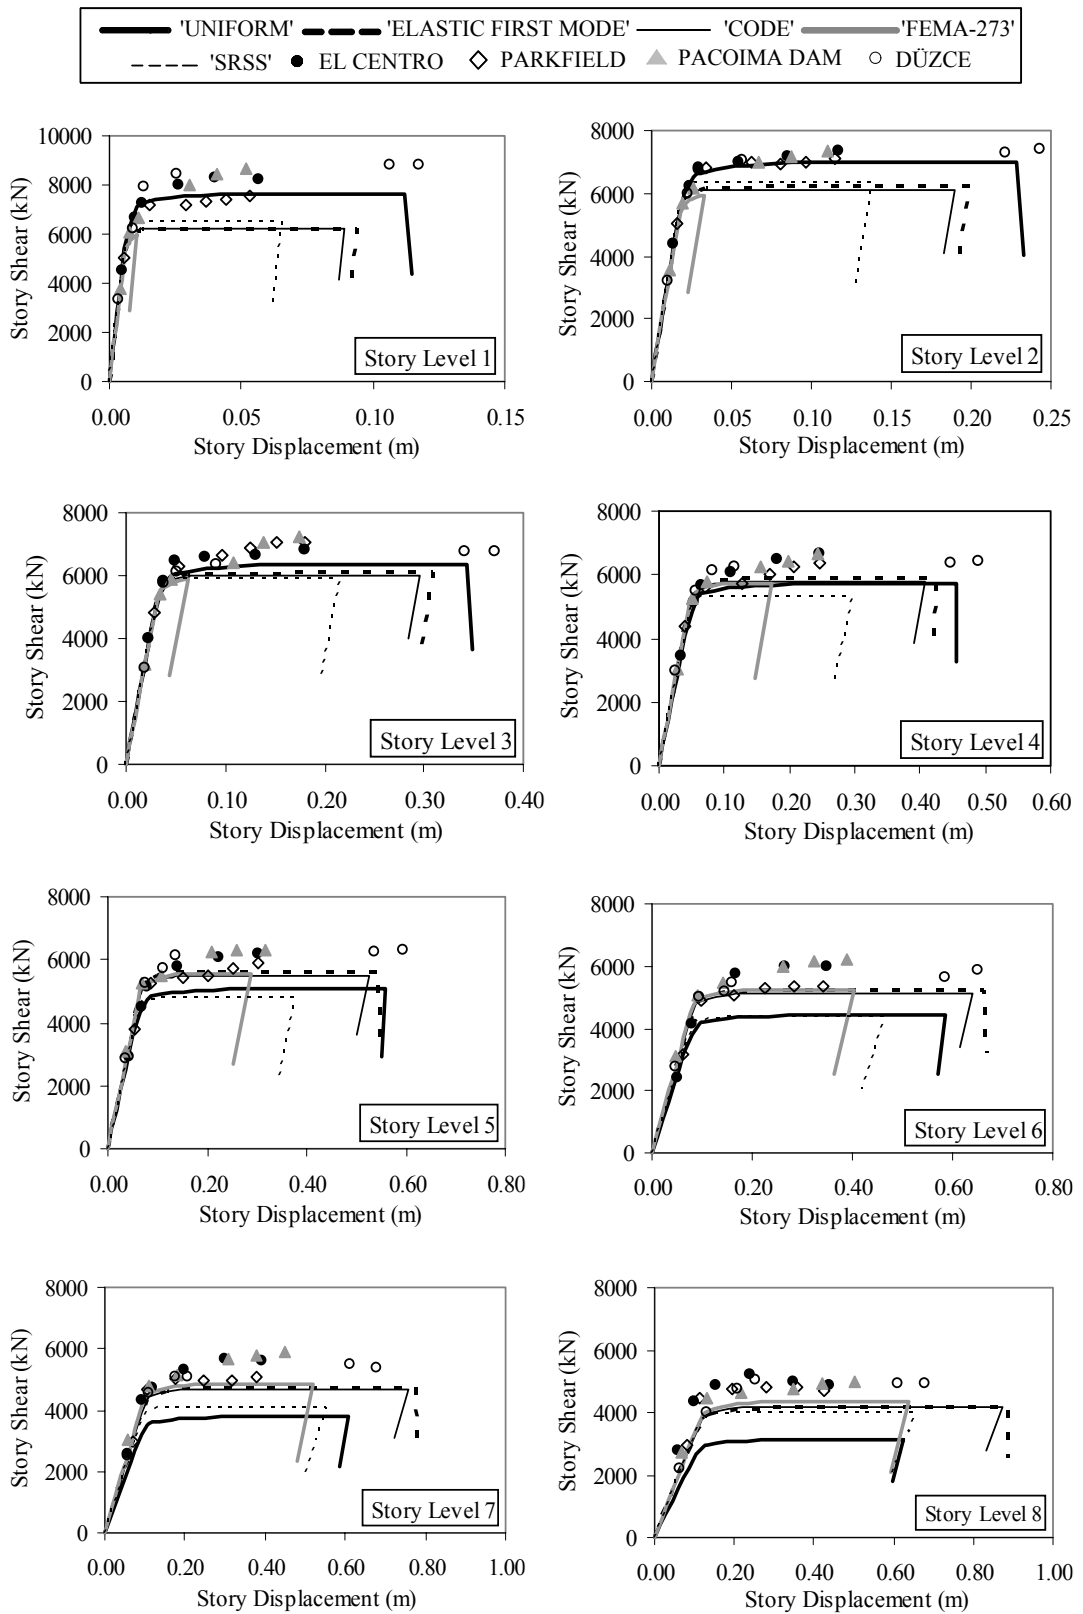 'UNIFORM' 'ELASTIC FIRST MODE' 'CODE' 'FEMA-273'
'SRSS' EL CENTRO PARKFIELD PACOIMA DAM DÜZCE
10000
8000
6000
4000
2000
0
Story Shear (kN)
Story Level 1
0.00 0.05 0.10 0.15
Story Displacement (m)
8000
6000
4000
2000
0
Story Shear (kN)
Story Level 2
0.00 0.05 0.10 0.15 0.20 0.25
Story Displacement (m)
8000
6000
4000
2000
0
Story Shear (kN)
Story Level 3
0.00 0.10 0.20 0.30 0.40
Story Displacement (m)
8000
6000
4000
2000
0
Story Shear (kN)
Story Level 4
0.00 0.10 0.20 0.30 0.40 0.50 0.60
Story Displacement (m)
8000
6000
4000
2000
0
Story Shear (kN)
Story Level 5
0.00 0.20 0.40 0.60 0.80
Story Displacement (m)
8000
6000
4000
2000
0
Story Shear (kN)
Story Level 6
0.00 0.20 0.40 0.60 0.80
Story Displacement (m)
8000
6000
4000
2000
0
Story Shear (kN)
Story Level 7
0.00 0.20 0.40 0.60 0.80 1.00
Story Displacement (m)
8000
6000
4000
2000
0
Story Shear (kN)
Story Level 8
0.00 0.20 0.40 0.60 0.80 1.00
Story Displacement (m)